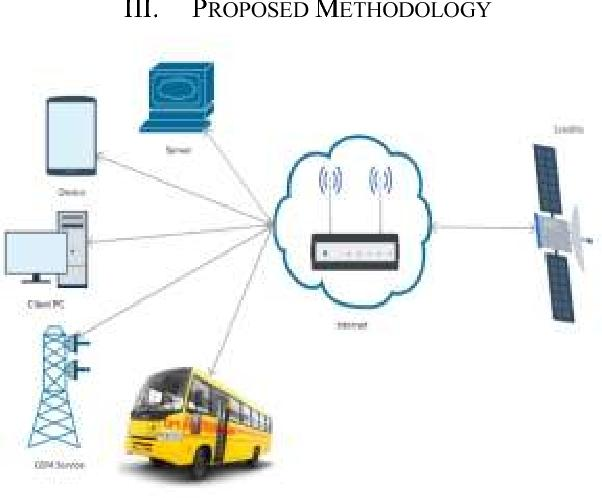 III. PROPOSED METHODOLOGY
Satellite
Server
Device
Client PC
Internet
GSM Service